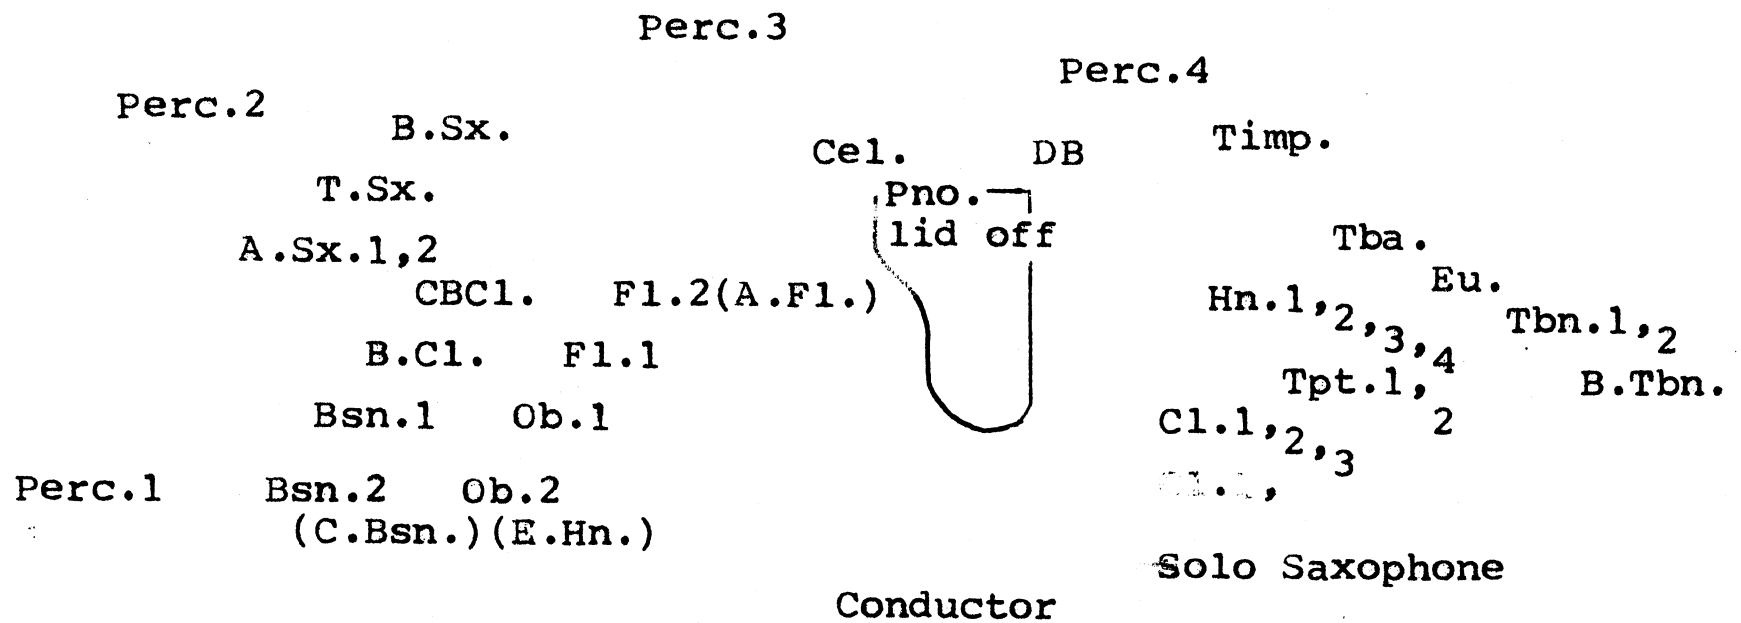 Perc.3
Perc.4
Perc.2
B.Sx.
Timp.
Cel.
DB
T.Sx.
Pno.
lid off
A.Sx.1,2
Tba.
CBCl.
Fl.2(A.Fl.)
Eu.
Hn.1,2,3,4
Tbn.1,2
B.Cl.
Fl.1
Tpt.1,2
B.Tbn.
Bsn.1
Ob.1
Cl.1,2,3
Perc.1
Bsn.2
Ob.2
(C.Bsn.)(E.Hn.)
Solo Saxophone
Conductor